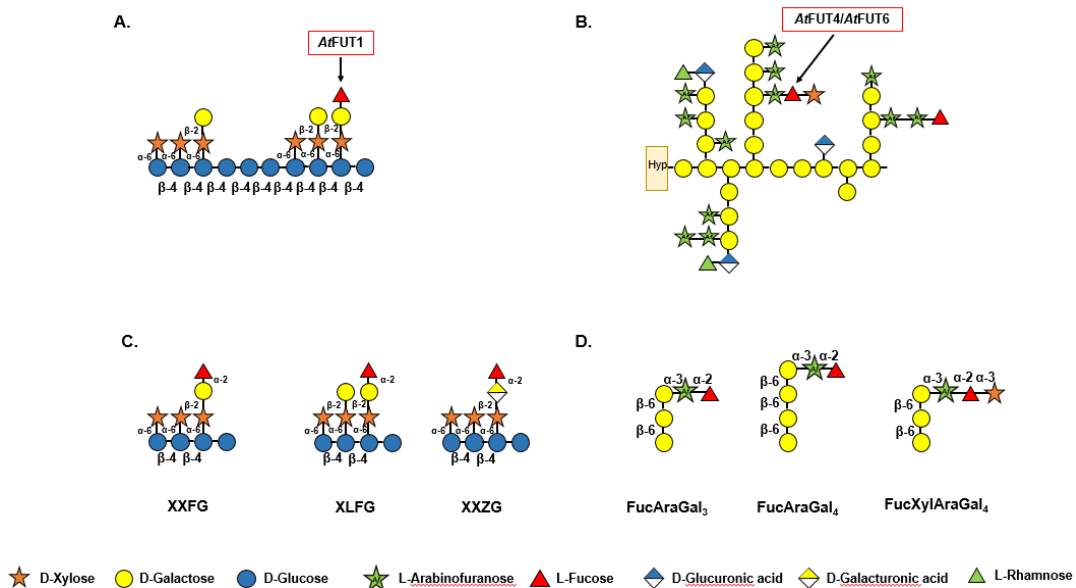 A.
AtFUT1
β-2
β-2 β-2
α-6 α-6 α-6 α-6 α-6 α-6
β-4 β-4 β-4 β-4 β-4 β-4 β-4 β-4 β-4
B.
AtFUT4/AtFUT6
Hyp
C.
α-2
β-2
α-6 α-6 α-6
β-4 β-4
XXFG
α-2
β-2 β-2
α-6 α-6 α-6
β-4 β-4
XLFG
α-2
β-2
α-6 α-6 α-6
β-4 β-4
XXZG
D.
α-3 α-2
β-6
β-6
FucAraGal3
α-3 α-2
β-6
β-6
β-6
FucAraGal4
α-3 α-2 α-3
β-6
β-6
FucXylAraGal4
D-Xylose D-Galactose D-Glucose L-Arabinofuranose L-Fucose D-Glucuronic acid D-Galacturonic acid L-Rhamnose